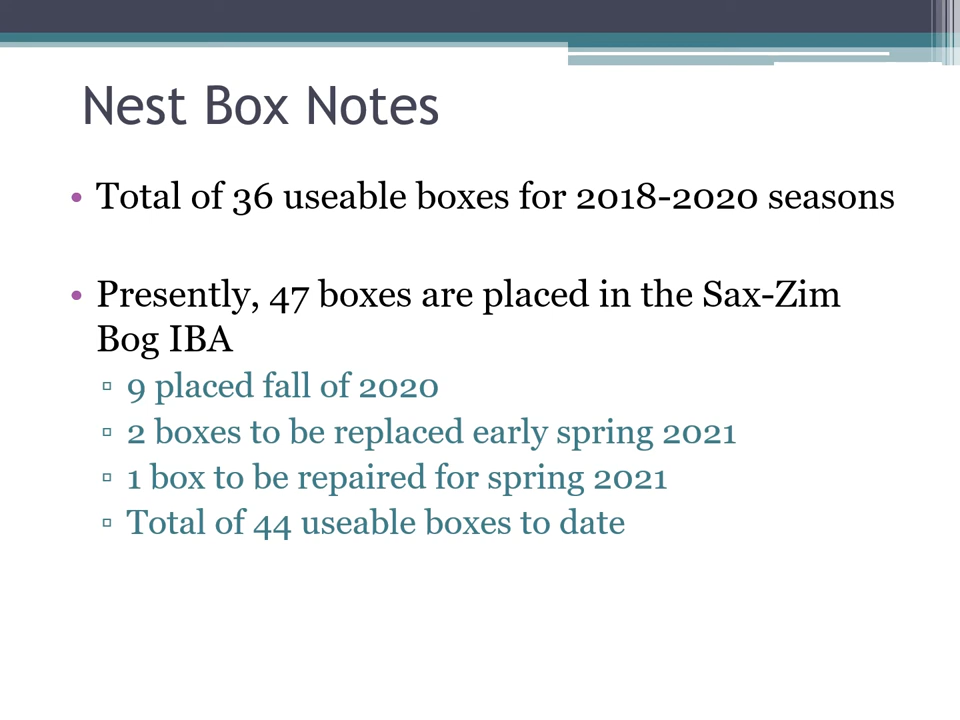 Nest Box Notes
• Total of 36 useable boxes for 2018-2020 seasons
• Presently, 47 boxes are placed in the Sax-Zim
Bog IBA
▫ 9 placed fall of 2020
▫ 2 boxes to be replaced early spring 2021
▫ 1 box to be repaired for spring 2021
▫ Total of 44 useable boxes to date